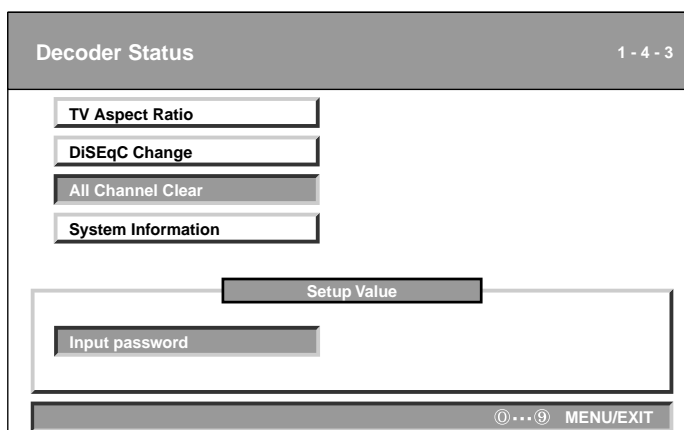 Decoder Status 1 - 4 - 3
TV Aspect Ratio
DiSEqC Change
All Channel Clear
System Information
Setup Value
Input password
⓪···⑨ MENU/EXIT